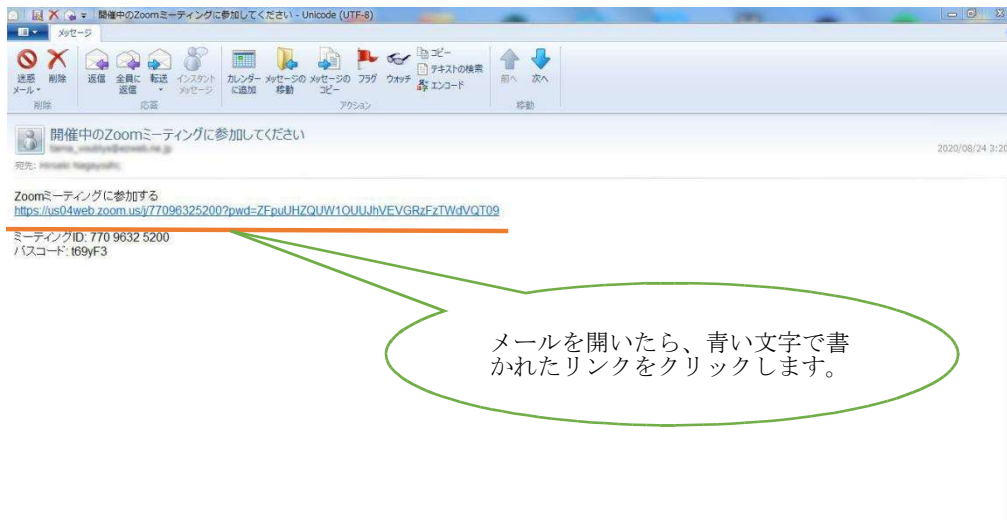 開催中のZoomミーティングに参加してください - Unicode (UTF-8)
メッセージ
迷惑メール 削除 返信 全員に返信 転送 インスタントメッセージ カレンダーに追加 メッセージの移動 メッセージのコピー フラグ ウォッチ コピー
テキストの検索
エンコード
前へ 次へ
削除 応答 アクション 移動
開催中のZoomミーティングに参加してください
2020/08/24 3:20
宛先:
Zoomミーティングに参加する
https://us04web.zoom.us/j/77096325200?pwd=ZFpuUHZQUW1OUUJhVEVGRzFzTWdVQT09
ミーティングID: 770 9632 5200
パスコード: t69yF3
メールを開いたら、青い文字で書
かれたリンクをクリックします。